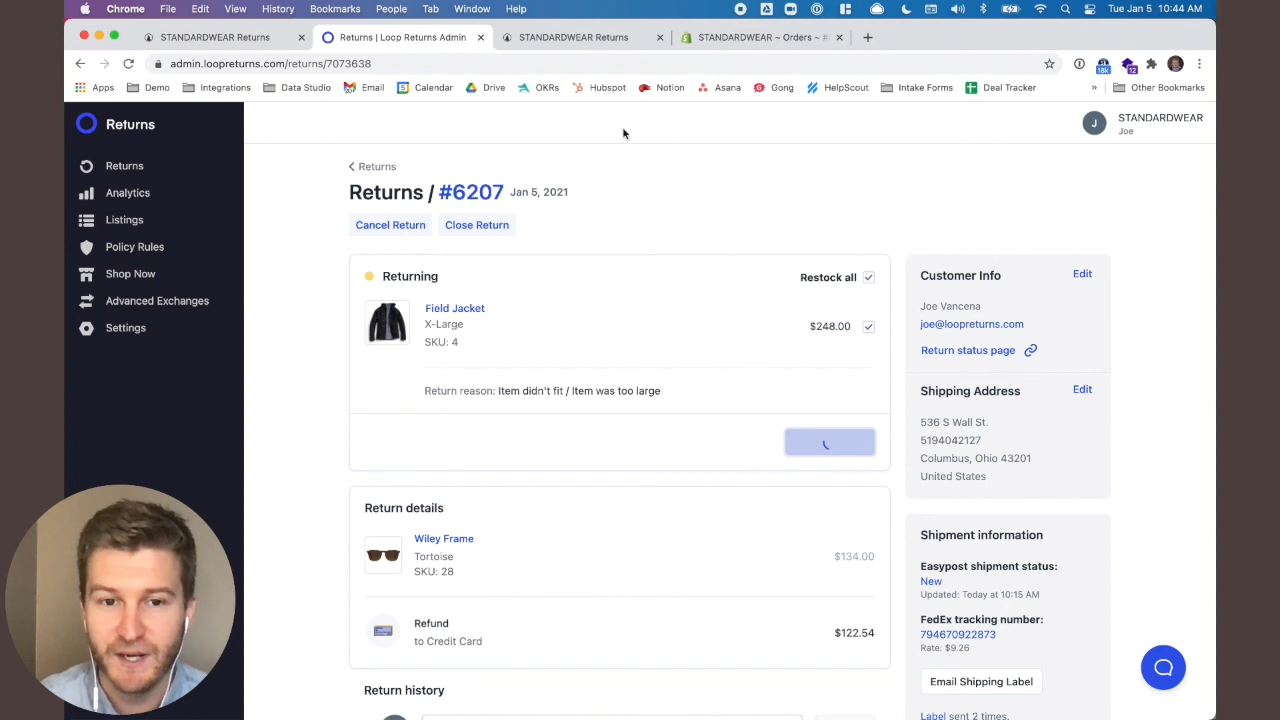 Chrome File Edit View History Bookmarks People Tab Window Help
Tue Jan 5 10:44 AM
STANDARDWEAR Returns
Returns | Loop Returns Admin
STANDARDWEAR Returns
STANDARDWEAR ~ Orders ~ #
admin.loopreturns.com/returns/7073638
18k
12
Apps Demo Integrations Data Studio Email Calendar Drive OKRs Hubspot Notion Asana Gong HelpScout Intake Forms Deal Tracker » Other Bookmarks
Returns
Returns
Analytics
Listings
Policy Rules
Shop Now
Advanced Exchanges
Settings
J
STANDARDWEAR
Joe
Returns
Returns / #6207 Jan 5, 2021
Cancel Return Close Return
Returning
Restock all
Field Jacket
X-Large
SKU: 4
$248.00
Return reason: Item didn't fit / Item was too large
Return details
Wiley Frame
Tortoise
SKU: 28
$134.00
Refund
to Credit Card
$122.54
Return history
Customer Info Edit
Joe Vancena
joe@loopreturns.com
Return status page
Shipping Address Edit
536 S Wall St.
5194042127
Columbus, Ohio 43201
United States
Shipment information
Easypost shipment status:
New
Updated: Today at 10:15 AM
FedEx tracking number:
794670922873
Rate: $9.26
Email Shipping Label
Label sent 2 times.